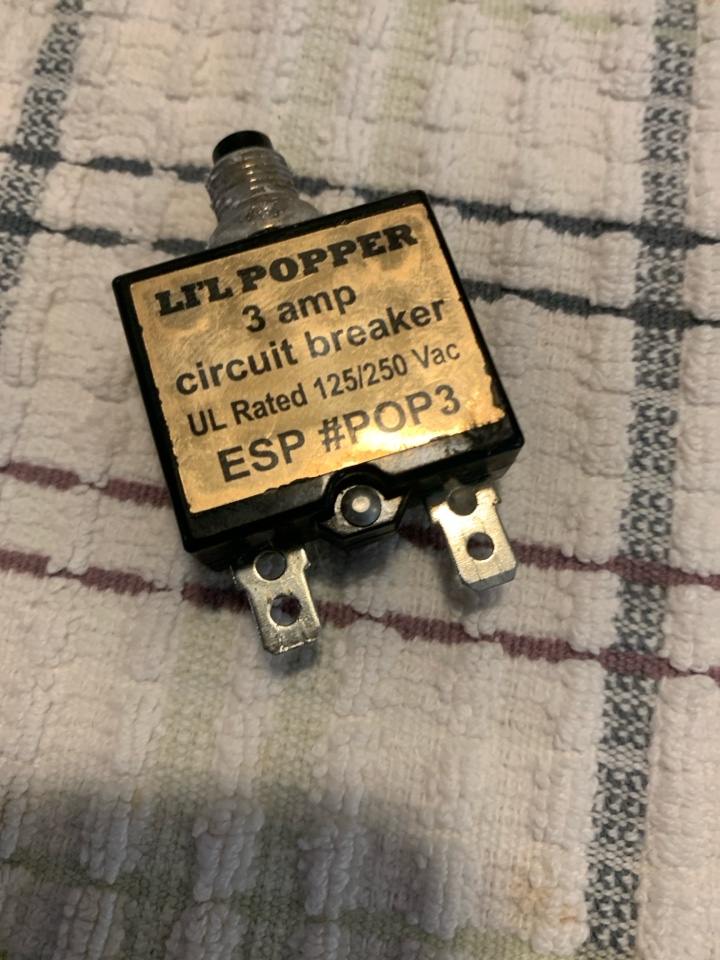 LI'L POPPER
3 amp
circuit breaker
UL Rated 125/250 Vac
ESP #POP3